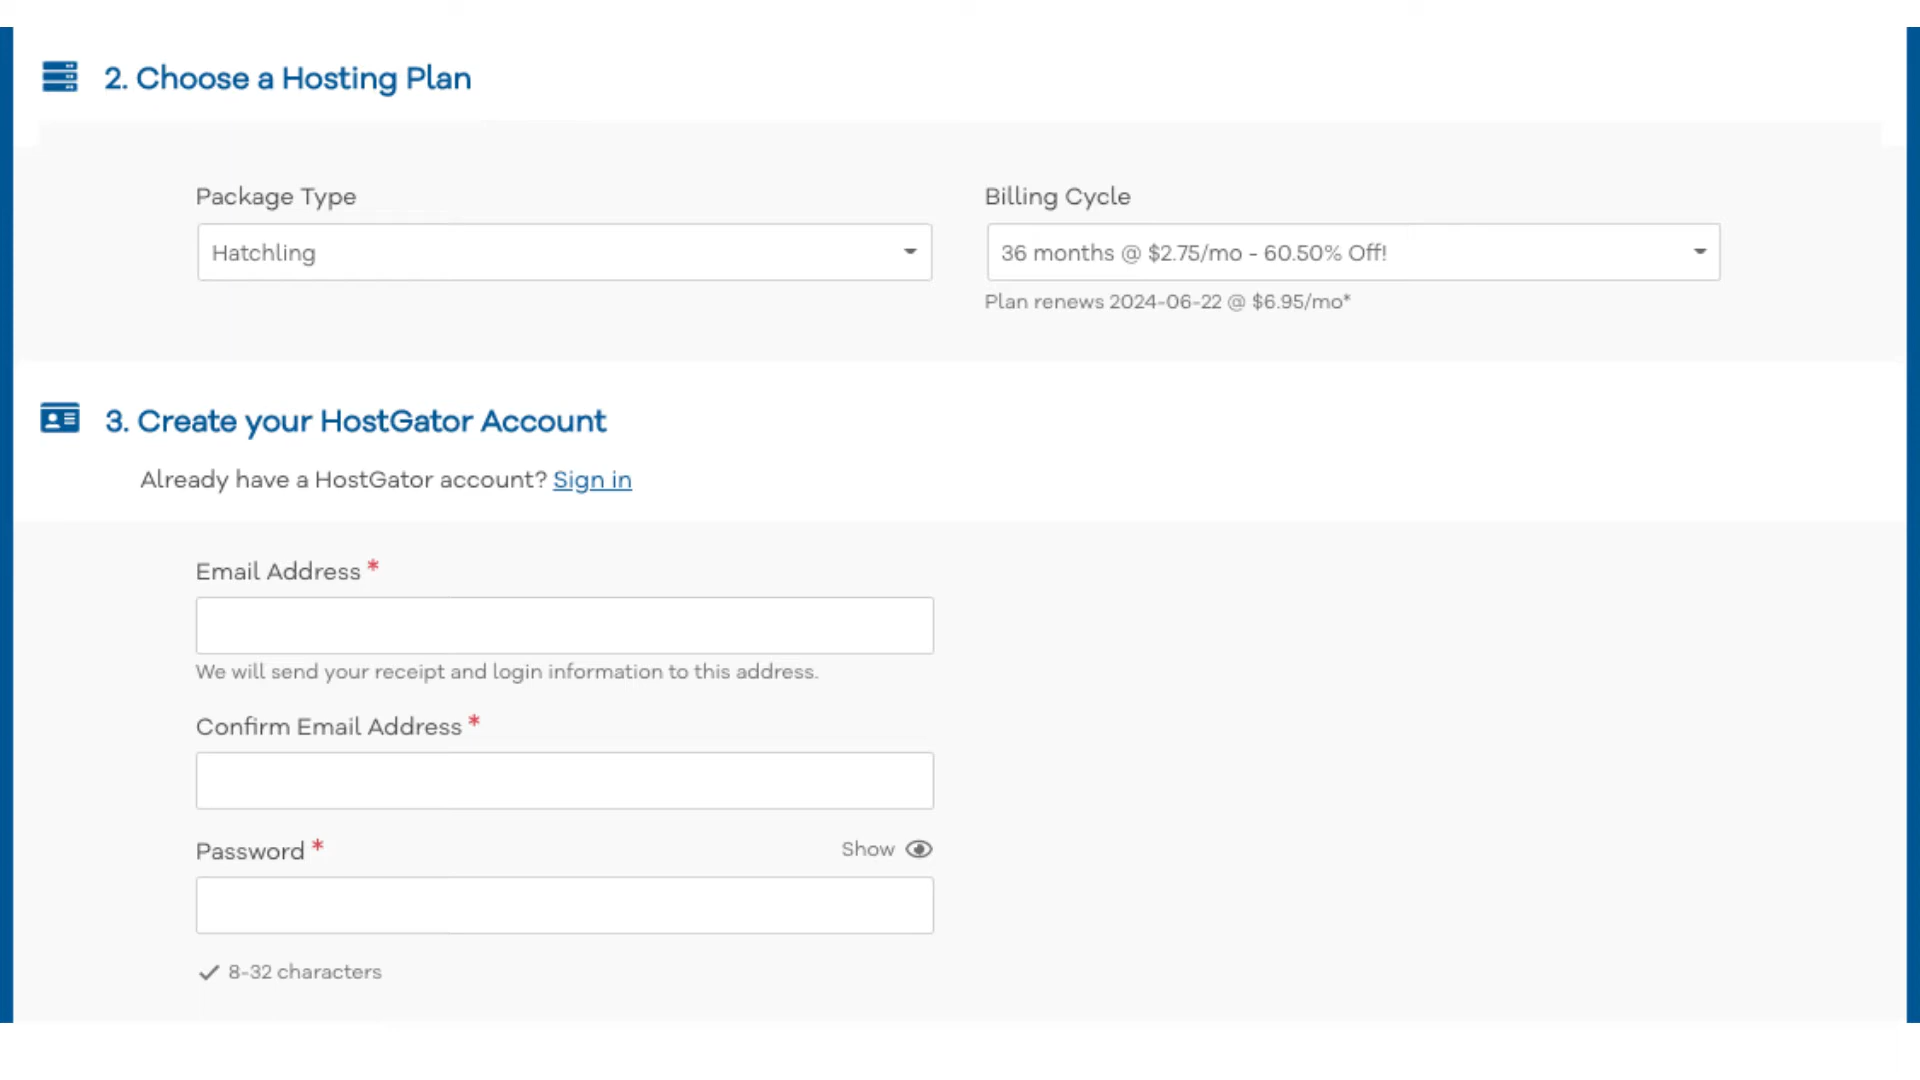 2. Choose a Hosting Plan
Package Type
Billing Cycle
Hatchling
36 months @ $2.75/mo - 60.50% Off!
Plan renews 2024-06-22 @ $6.95/mo*
3. Create your HostGator Account
Already have a HostGator account? Sign in
Email Address *
We will send your receipt and login information to this address.
Confirm Email Address *
Password *
Show
8-32 characters